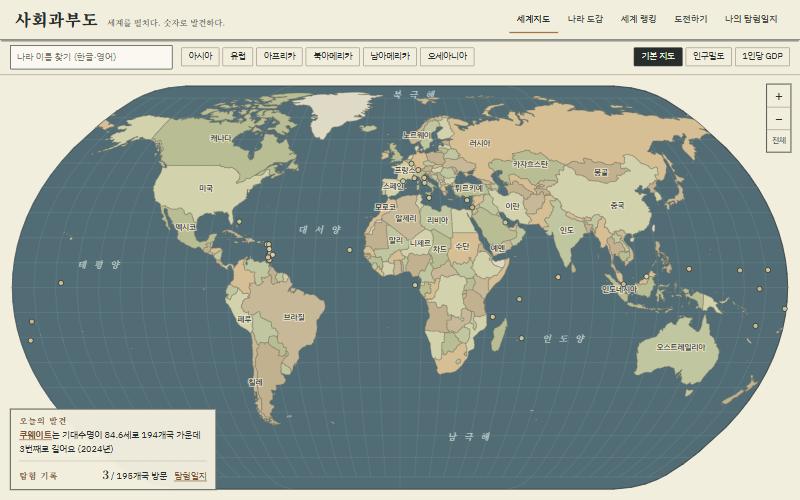 사회과부도 세계를 펼치다. 숫자로 발견하다.
세계지도 나라 도감 세계 랭킹 도전하기 나의 탐험일지
나라 이름 찾기 (한글·영어) 아시아 유럽 아프리카 북아메리카 남아메리카 오세아니아
기본 지도 인구밀도 1인당 GDP
+
−
전체
북극해
캐나다
노르웨이
러시아
프랑스
카자흐스탄
몽골
미국
스페인
튀르키예
모로코
이란
중국
알제리
리비아
멕시코
대서양
인도
말리
니제르
차드
수단
예멘
태평양
인도네시아
페루
브라질
인도양
오스트레일리아
칠레
남극해
오늘의 발견
쿠웨이트는 기대수명이 84.6세로 194개국 가운데
3번째로 길어요 (2024년)
탐험 기록 3 / 195개국 방문 탐험일지